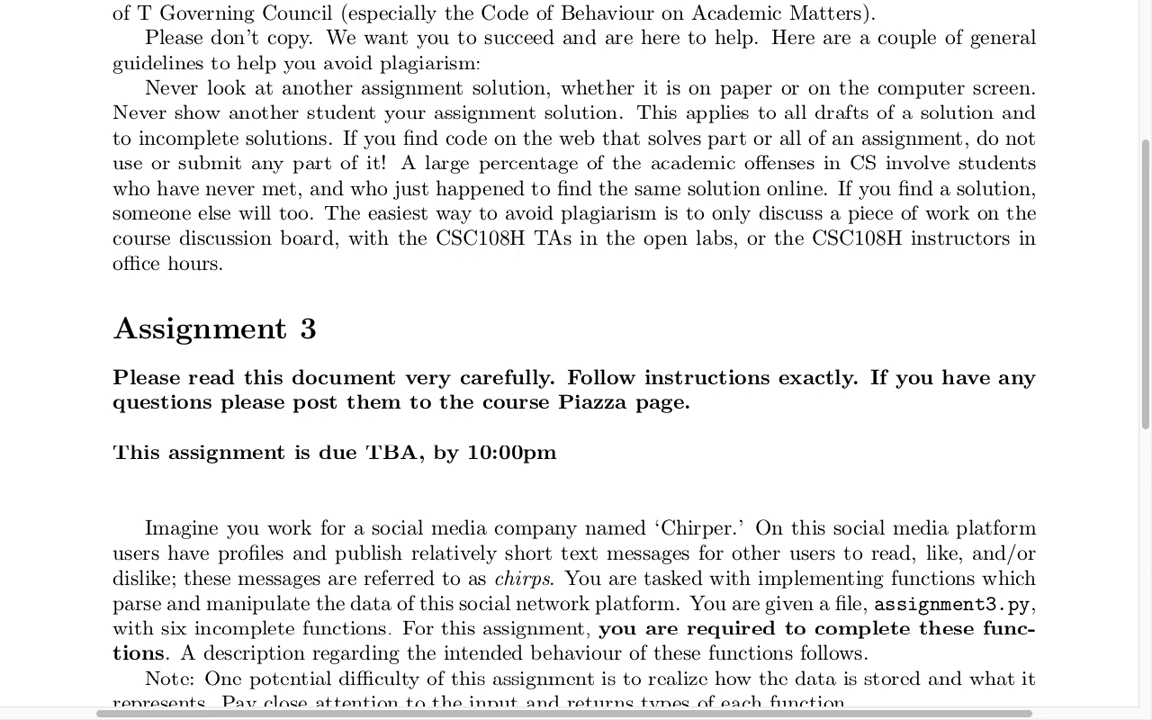 of T Governing Council (especially the Code of Behaviour on Academic Matters).
Please don't copy. We want you to succeed and are here to help. Here are a couple of general
guidelines to help you avoid plagiarism:
Never look at another assignment solution, whether it is on paper or on the computer screen.
Never show another student your assignment solution. This applies to all drafts of a solution and
to incomplete solutions. If you find code on the web that solves part or all of an assignment, do not
use or submit any part of it! A large percentage of the academic offenses in CS involve students
who have never met, and who just happened to find the same solution online. If you find a solution,
someone else will too. The easiest way to avoid plagiarism is to only discuss a piece of work on the
course discussion board, with the CSC108H TAs in the open labs, or the CSC108H instructors in
office hours.
Assignment 3
Please read this document very carefully. Follow instructions exactly. If you have any
questions please post them to the course Piazza page.
This assignment is due TBA, by 10:00pm
Imagine you work for a social media company named ‘Chirper.’ On this social media platform
users have profiles and publish relatively short text messages for other users to read, like, and/or
dislike; these messages are referred to as chirps. You are tasked with implementing functions which
parse and manipulate the data of this social network platform. You are given a file, assignment3.py,
with six incomplete functions. For this assignment, you are required to complete these func-
tions. A description regarding the intended behaviour of these functions follows.
Note: One potential difficulty of this assignment is to realize how the data is stored and what it
represents. Pay close attention to the input and returns types of each function.